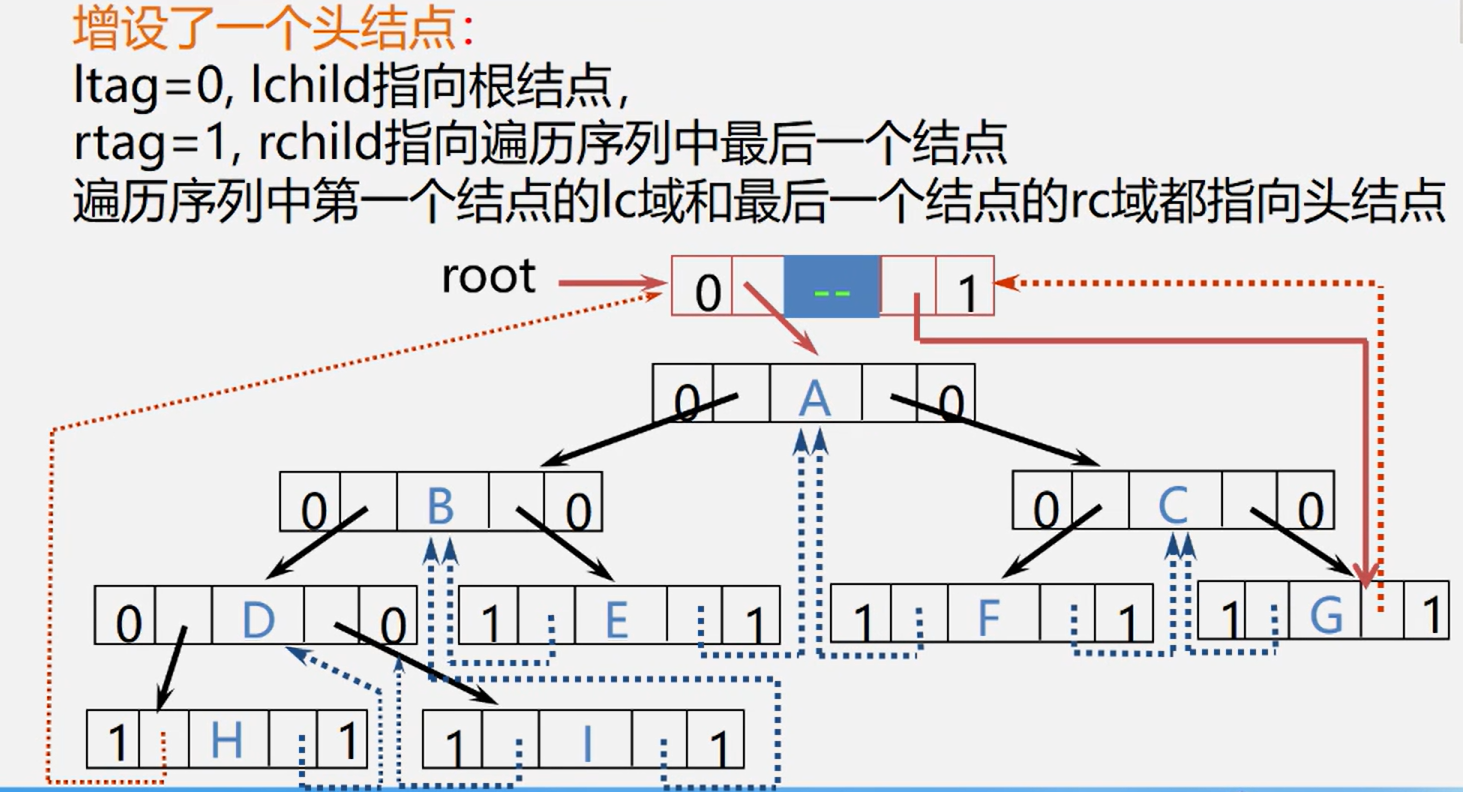 增设了一个头结点：
ltag=0, lchild指向根结点，
rtag=1, rchild指向遍历序列中最后一个结点
遍历序列中第一个结点的lc域和最后一个结点的rc域都指向头结点
root 0 -- 1
0 A 0
0 B 0 0 C 0
0 D 0 1 E 1 1 F 1 1 G 1
1 H 1 1 I 1